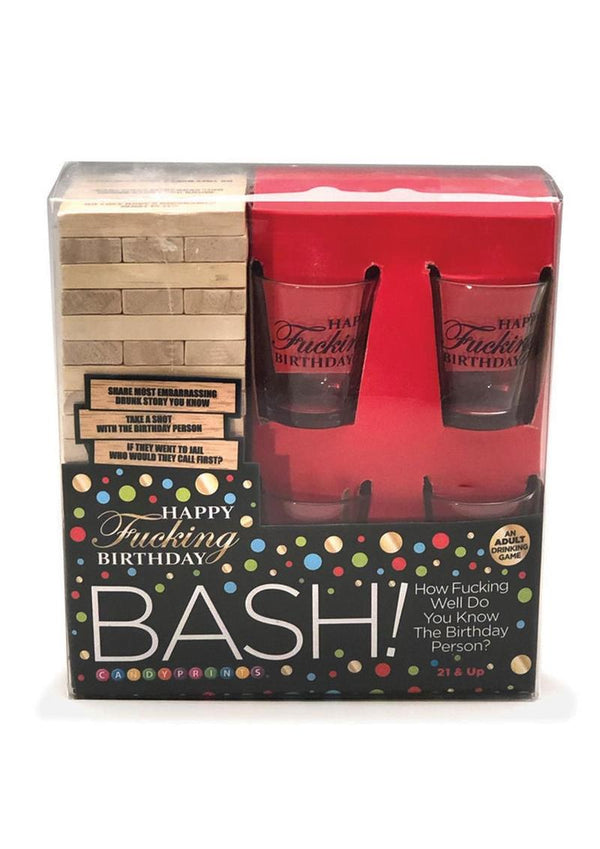 HAPPY
Fucking
BIRTHDAY
HAPPY
Fucking
BIRTHDAY
SHARE MOST EMBARRASSING
DRUNK STORY YOU KNOW
TAKE A SHOT
WITH THE BIRTHDAY PERSON
IF THEY WENT TO JAIL
WHO WOULD THEY CALL FIRST?
HAPPY
Fucking
BIRTHDAY
BASH!
CANDYPRINTS
AN
ADULT
DRINKING
GAME
How Fucking
Well Do
You Know
The Birthday
Person?
21 & Up